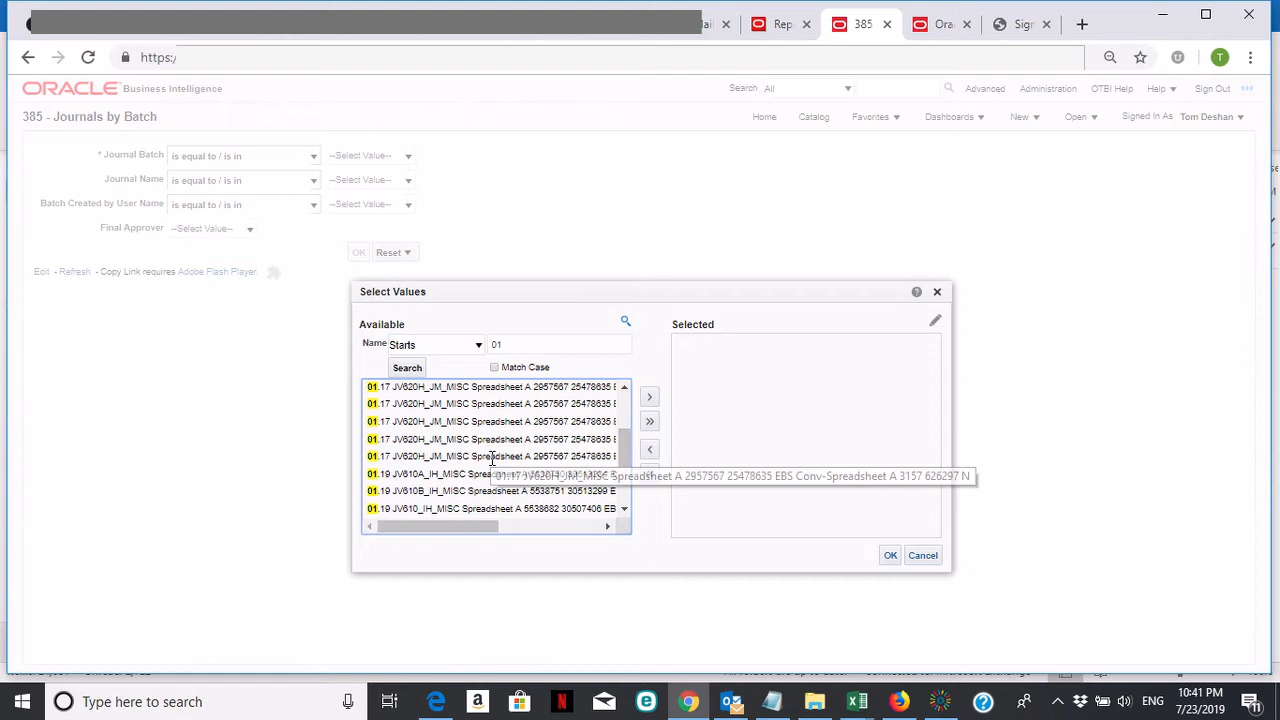 Rep
385
Ora
Sign
https:/
T
ORACLE Business Intelligence
Search All
Advanced Administration OTBI Help Help Sign Out
385 - Journals by Batch
Home Catalog Favorites Dashboards New Open Signed In As Tom Deshan
* Journal Batch is equal to / is in --Select Value--
Journal Name is equal to / is in --Select Value--
Batch Created by User Name is equal to / is in --Select Value--
Final Approver --Select Value--
OK Reset
Edit - Refresh - Copy Link requires Adobe Flash Player.
Select Values
Available
Selected
Name Starts 01
Search Match Case
01.17 JV620H_JM_MISC Spreadsheet A 2957567 25478635 E
01.17 JV620H_JM_MISC Spreadsheet A 2957567 25478635 E
01.17 JV620H_JM_MISC Spreadsheet A 2957567 25478635 E
01.17 JV620H_JM_MISC Spreadsheet A 2957567 25478635 E
01.17 JV620H_JM_MISC Spreadsheet A 2957567 25478635 E
01.19 JV610A_IH_MISC Sprea
01.17 JV620H_JM_MISC Spreadsheet A 2957567 25478635 EBS Conv-Spreadsheet A 3157 626297 N
01.19 JV610B_IH_MISC Spreadsheet A 5538751 30513299 E
01.19 JV610_IH_MISC Spreadsheet A 5538682 30507406 EB
OK Cancel
Type here to search
ENG
10:41 PM
7/23/2019